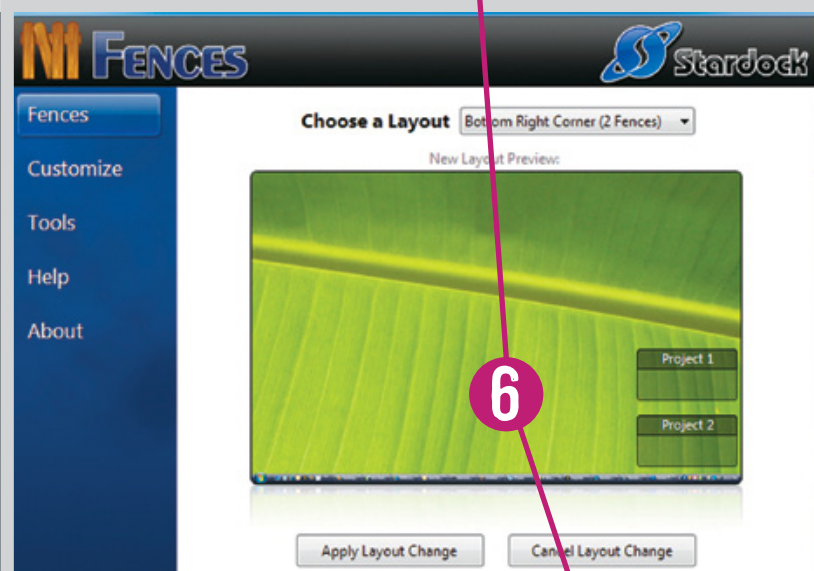 FENCES
Stardock
Fences
Customize
Tools
Help
About
Choose a Layout Bottom Right Corner (2 Fences)
New Layout Preview:
Project 1
Project 2
6
Apply Layout Change
Cancel Layout Change